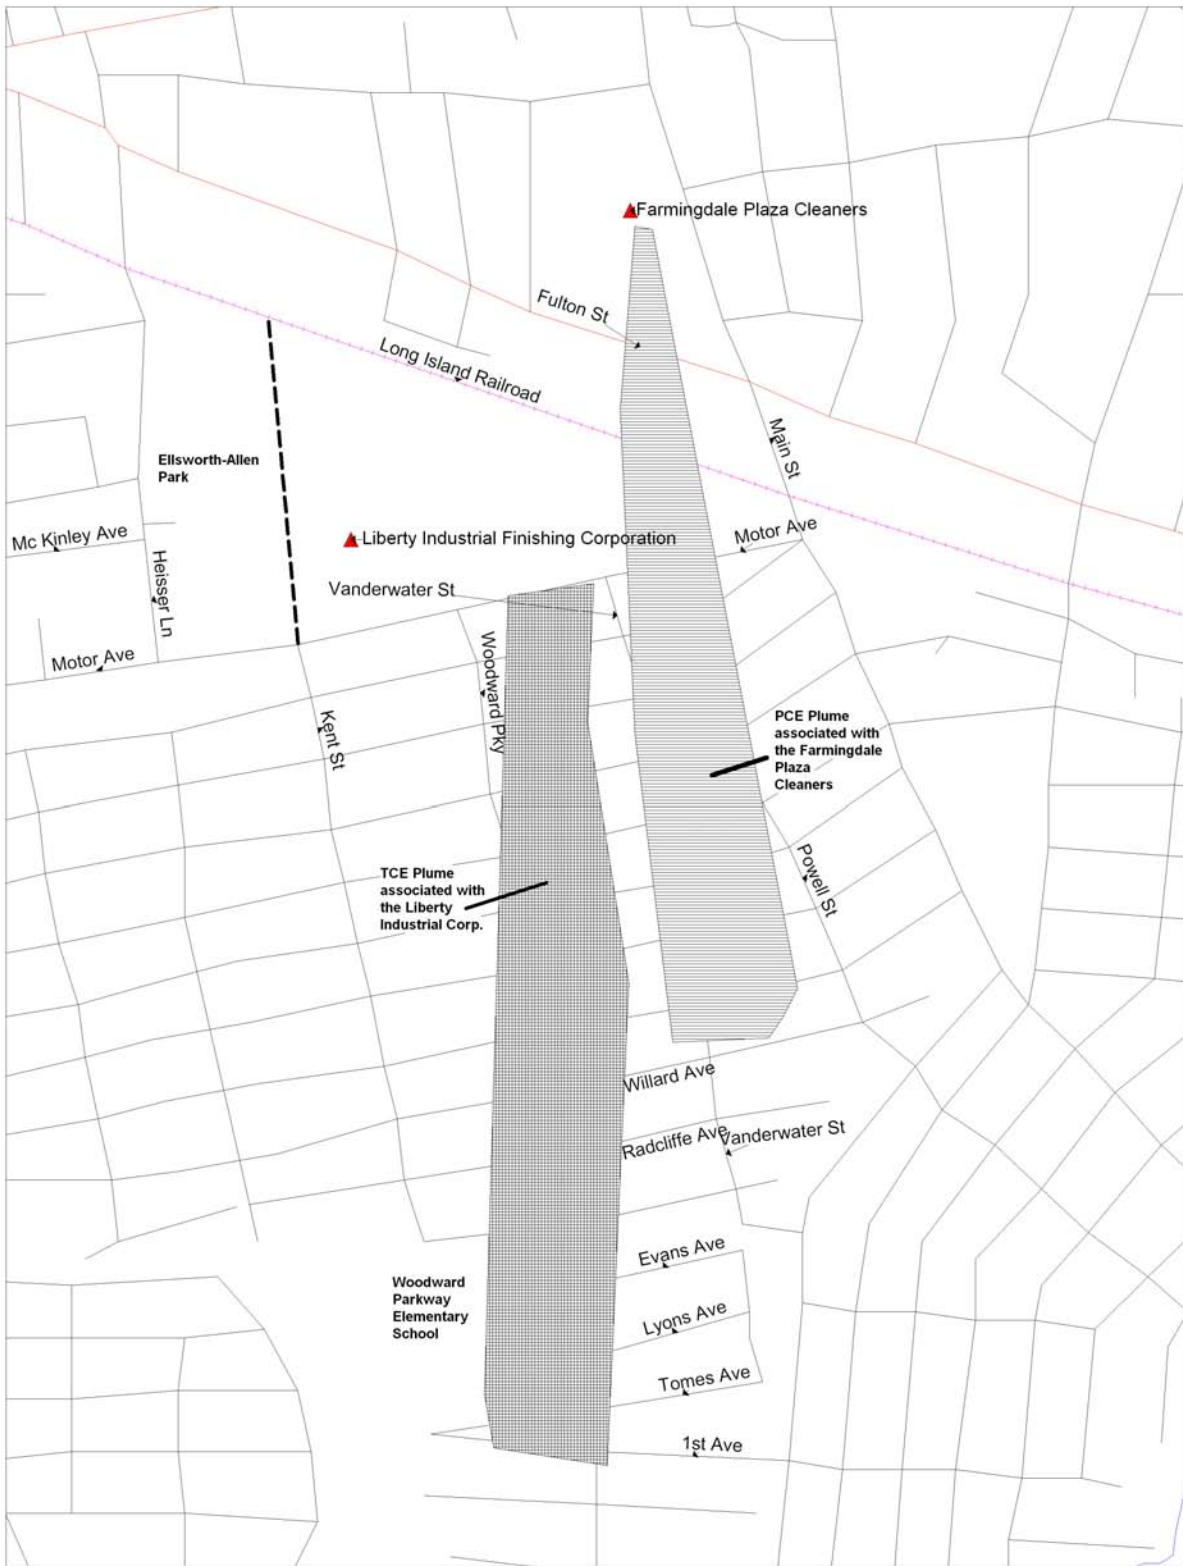 Farmingdale Plaza Cleaners
Fulton St
Long Island Railroad
Main St
Ellsworth-Allen
Park
Mc Kinley Ave
Liberty Industrial Finishing Corporation
Motor Ave
Heisser Ln
Vanderwater St
Motor Ave
Woodward Pky
Kent St
PCE Plume
associated with
the Farmingdale
Plaza
Cleaners
TCE Plume
associated with
the Liberty
Industrial Corp.
Powell St
Willard Ave
Radcliffe Ave
Vanderwater St
Evans Ave
Woodward
Parkway
Elementary
School
Lyons Ave
Tomes Ave
1st Ave